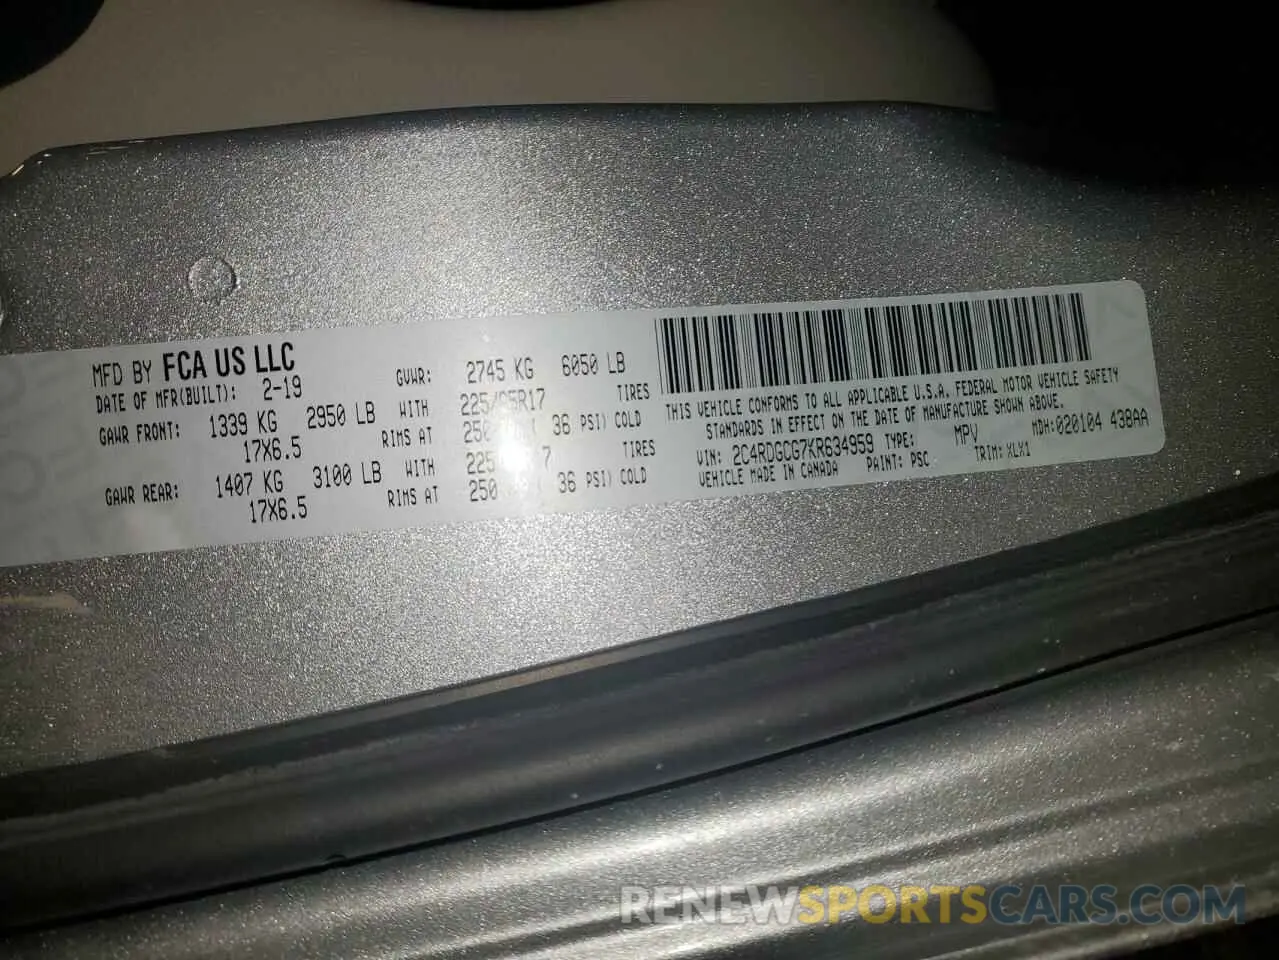 MFD BY FCA US LLC
DATE OF MFR(BUILT): 2-19 GVWR: 2745 KG 6050 LB
GAWR FRONT: 1339 KG 2950 LB WITH TIRES
17X6.5 RIMS AT 250 36 PSI) COLD
GAWR REAR: 1407 KG 3100 LB WITH 225 7 TIRES
17X6.5 RIMS AT 250 36 PSI) COLD
THIS VEHICLE CONFORMS TO ALL APPLICABLE U.S.A. FEDERAL MOTOR VEHICLE SAFETY
STANDARDS IN EFFECT ON THE DATE OF MANUFACTURE SHOWN ABOVE.
VIN: 2C4RDGCG7KR634959 TYPE: MPV MDH:020104 438AA
VEHICLE MADE IN CANADA PAINT: PSC TRIM: XLX1
RENEWSPORTSCARS.COM